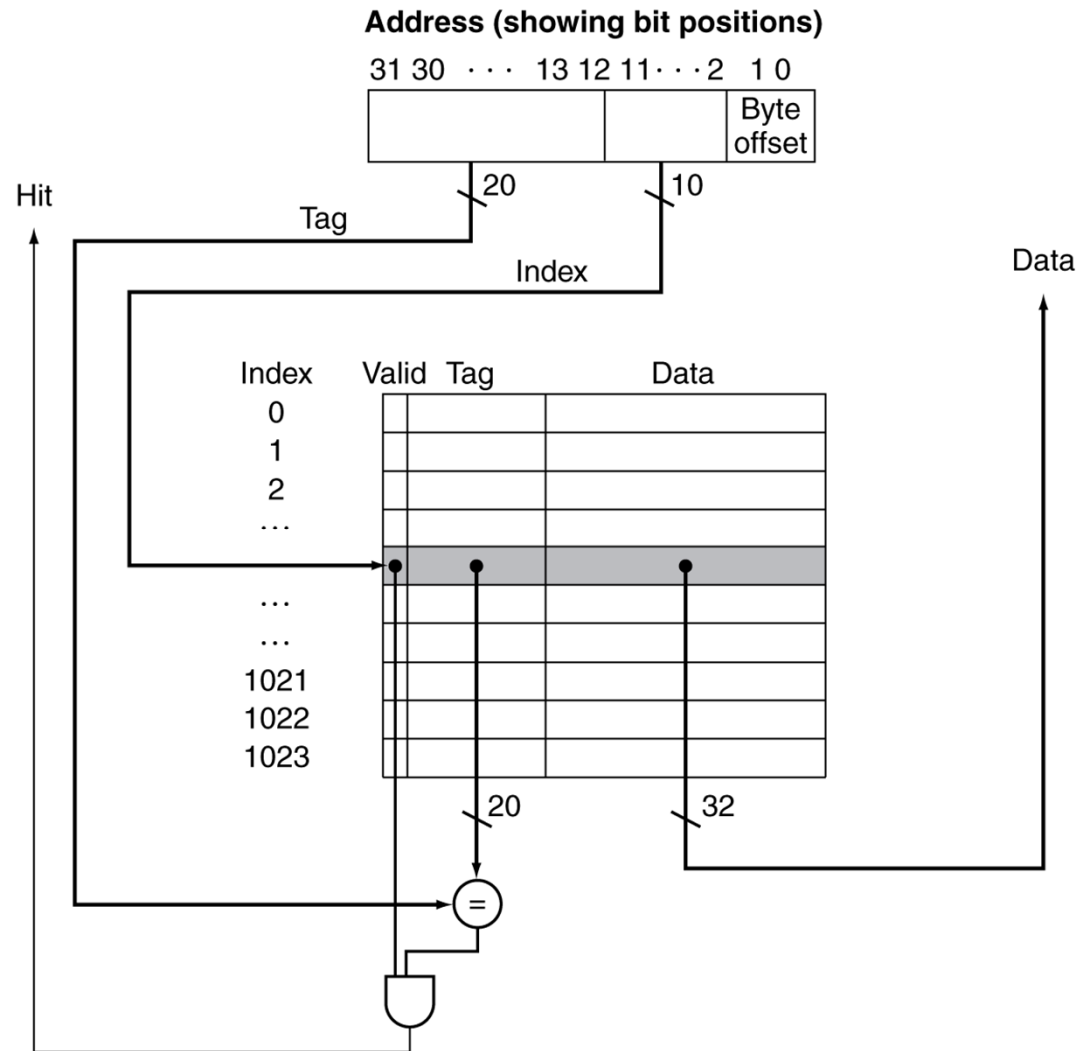 Address (showing bit positions)
31 30 · · · 13 12 11 · · · 2 1 0
Byte
offset
20
10
Hit
Tag
Index
Data
Index Valid Tag Data
0
1
2
...
...
...
1021
1022
1023
20
32
=